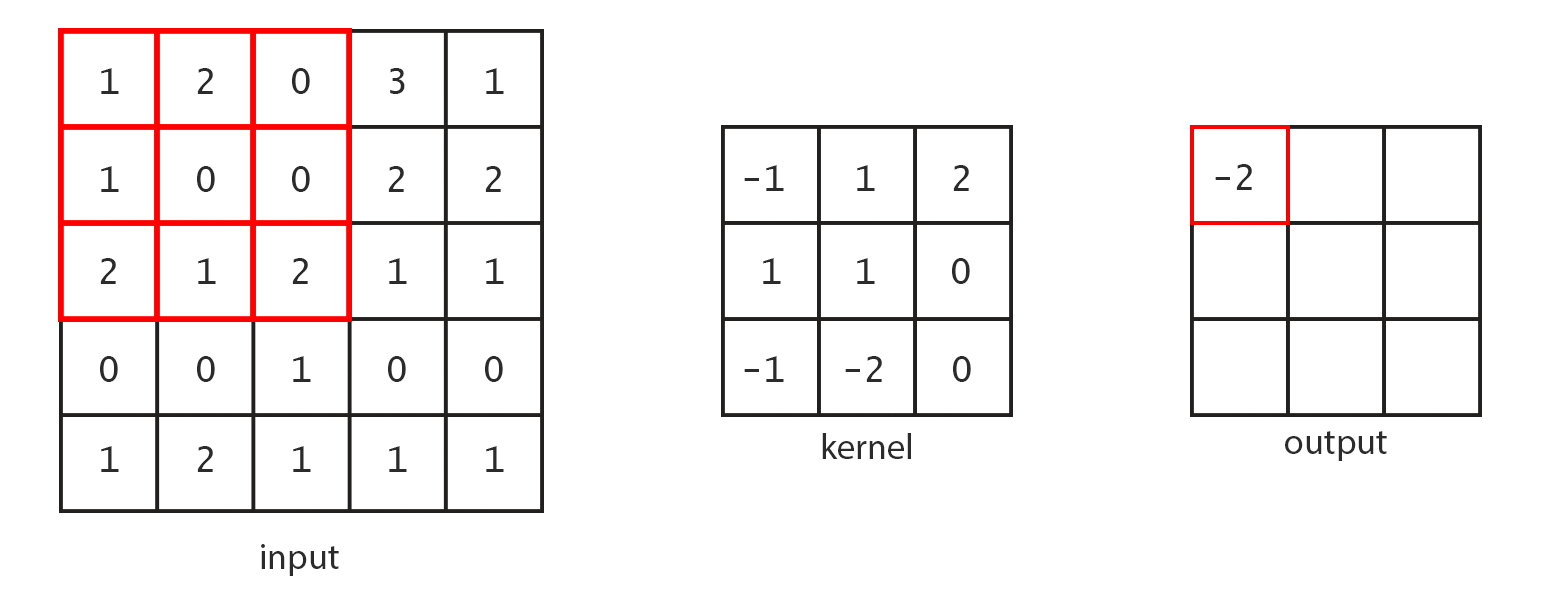 1 2 0 3 1
1 0 0 2 2
2 1 2 1 1
0 0 1 0 0
1 2 1 1 1
input
-1 1 2
1 1 0
-1 -2 0
kernel
-2
output